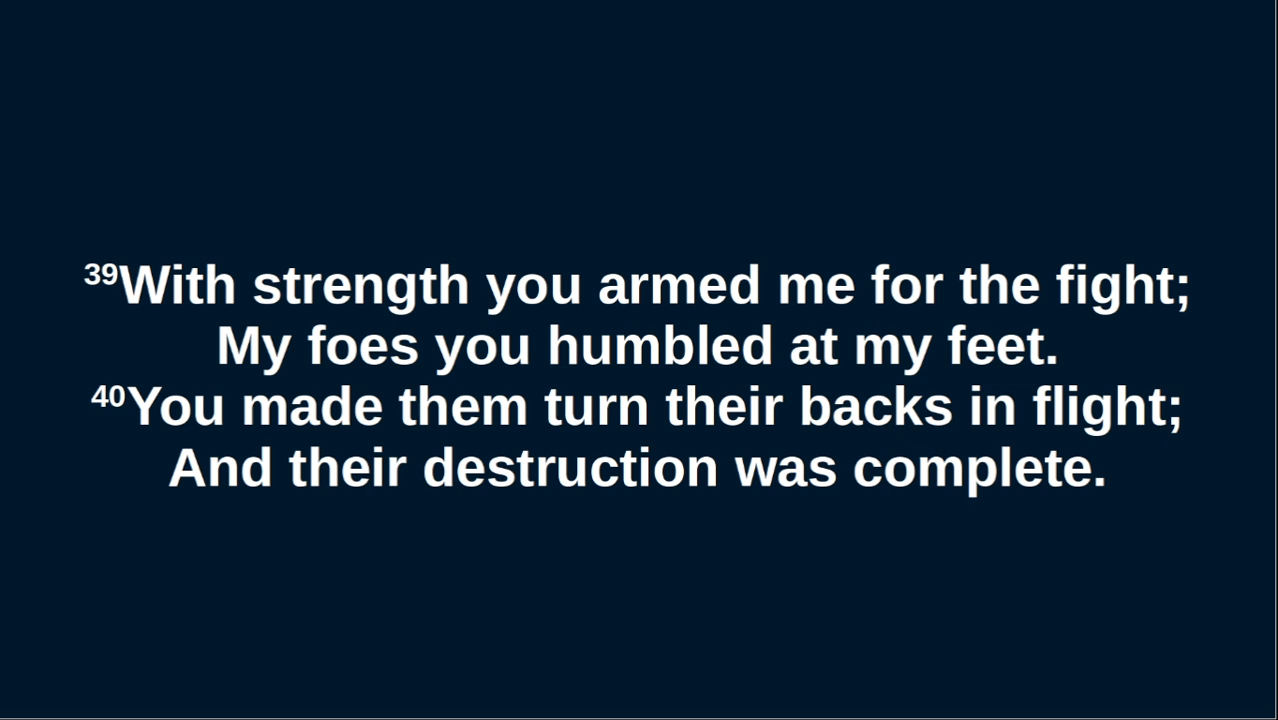 39With strength you armed me for the fight;
My foes you humbled at my feet.
40You made them turn their backs in flight;
And their destruction was complete.